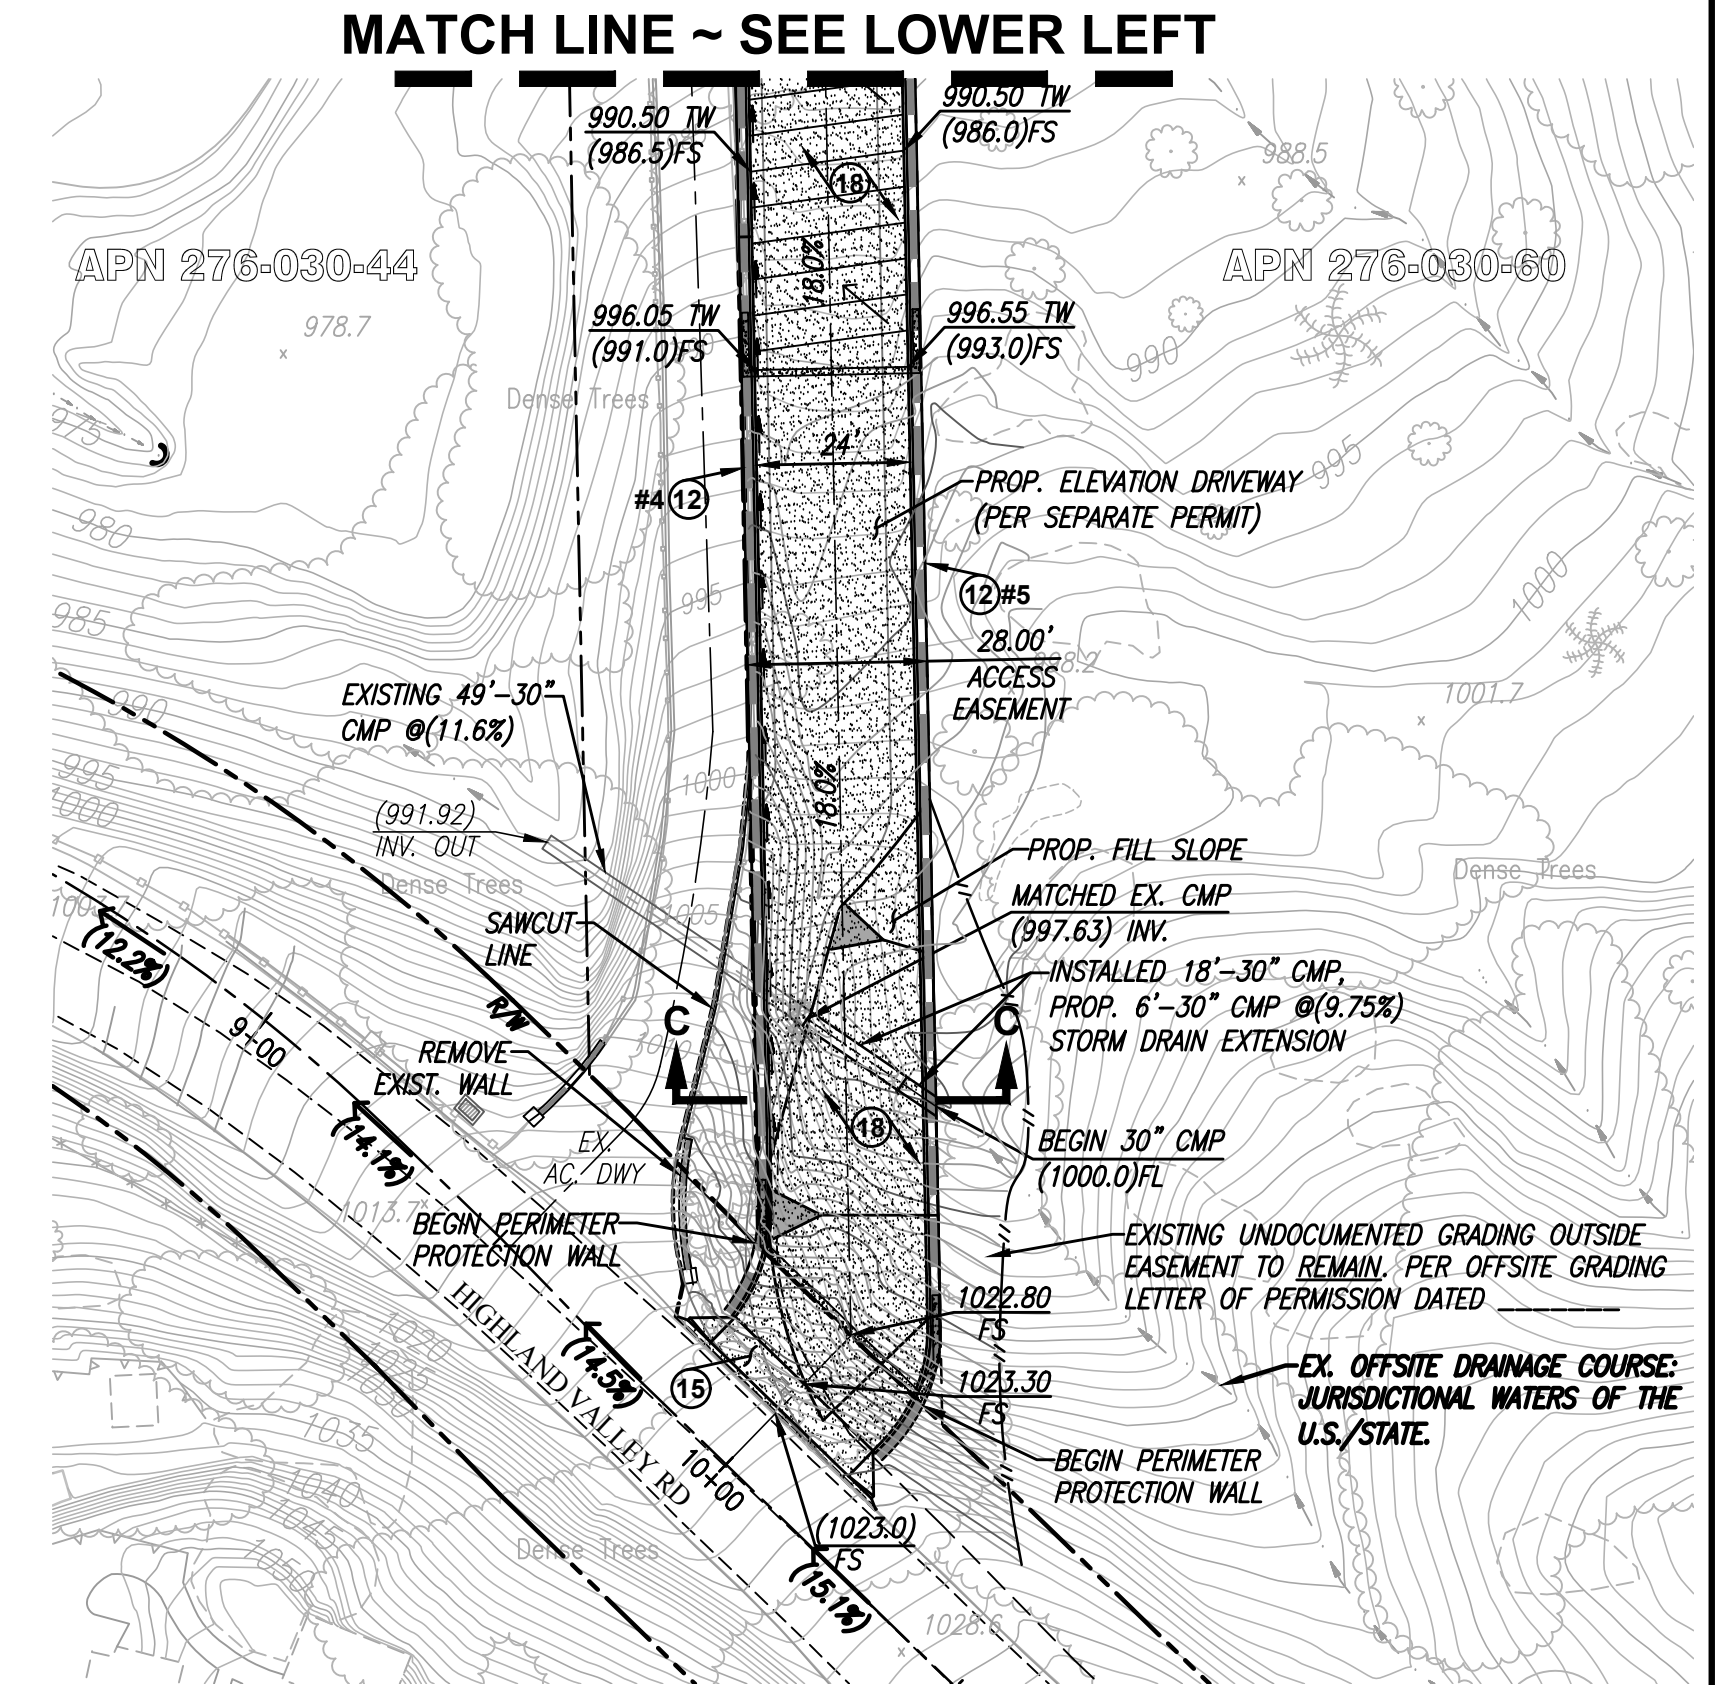 MATCH LINE ~ SEE LOWER LEFT
990.50 TW
(986.5)FS
990.50 TW
(986.0)FS
18
988.5
APN 276-030-44
APN 276-030-60
18.0%
978.7
996.05 TW
(991.0)FS
996.55 TW
(993.0)FS
990
Dense Trees
975
24'
995
#4 12
PROP. ELEVATION DRIVEWAY
(PER SEPARATE PERMIT)
980
12 #5
995
1000
985
28.00'
ACCESS
EASEMENT
998.2
1001.7
EXISTING 49'-30"
CMP @(11.6%)
990
995
1000
1000
18.0%
(991.92)
INV. OUT
PROP. FILL SLOPE
Dense Trees
Dense Trees
MATCHED EX. CMP
(997.63) INV.
1005
SAWCUT
LINE
(12.2%)
INSTALLED 18'-30" CMP,
PROP. 6'-30" CMP @(9.75%)
STORM DRAIN EXTENSION
R/W
C
C
9+00
REMOVE
EXIST. WALL
(14.1%)
18
EX.
AC. DWY
BEGIN 30" CMP
(1000.0)FL
1013.7
BEGIN PERIMETER
PROTECTION WALL
EXISTING UNDOCUMENTED GRADING OUTSIDE
EASEMENT TO REMAIN. PER OFFSITE GRADING
LETTER OF PERMISSION DATED _______
HIGHLAND VALLEY RD
1022.80
FS
1020
(14.5%)
15
1023.30
FS
EX. OFFSITE DRAINAGE COURSE:
JURISDICTIONAL WATERS OF THE
U.S./STATE.
1035
BEGIN PERIMETER
PROTECTION WALL
10+00
1040
1045
1050
(1023.0)
FS
Dense Trees
(15.1%)
1028.6